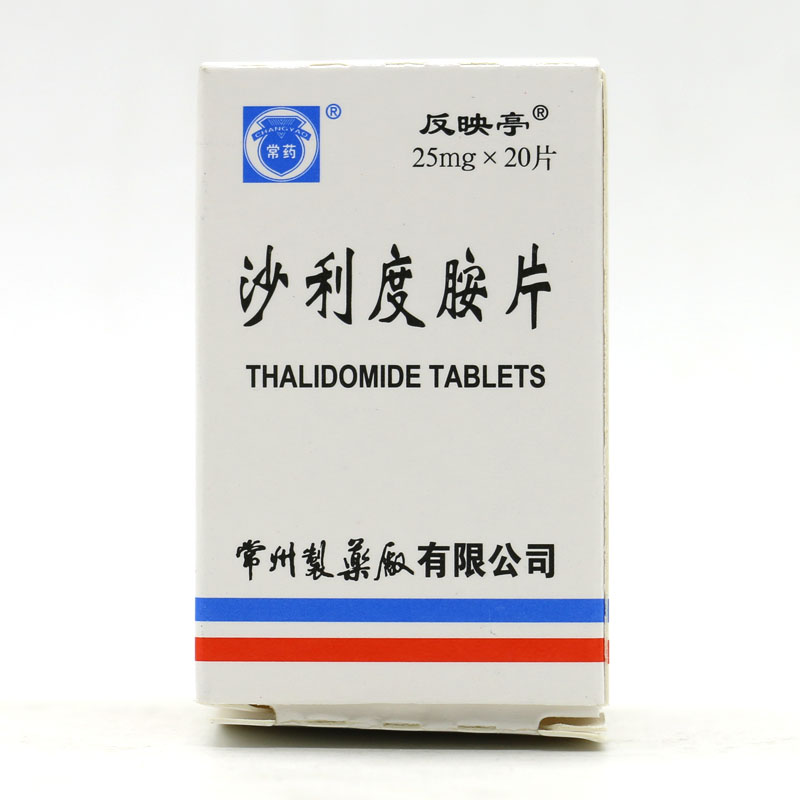 CHANGYAO
常药
®
反映亭®
25mg×20片
沙利度胺片
THALIDOMIDE TABLETS
常州製藥廠有限公司